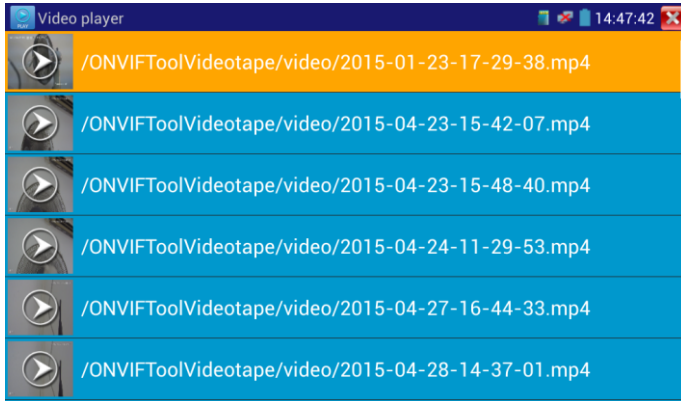 PLAY Video player 14:47:42
/ONVIFToolVideotape/video/2015-01-23-17-29-38.mp4
/ONVIFToolVideotape/video/2015-04-23-15-42-07.mp4
/ONVIFToolVideotape/video/2015-04-23-15-48-40.mp4
/ONVIFToolVideotape/video/2015-04-24-11-29-53.mp4
/ONVIFToolVideotape/video/2015-04-27-16-44-33.mp4
/ONVIFToolVideotape/video/2015-04-28-14-37-01.mp4